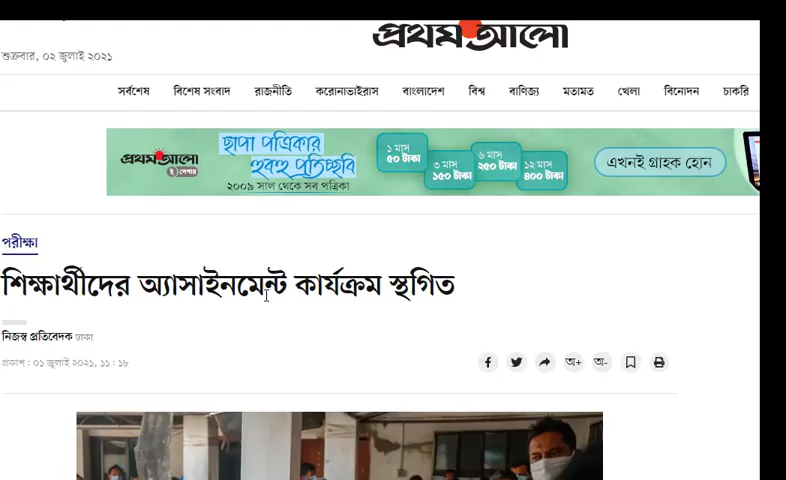 প্রথম আলো
শুক্রবার, ০২ জুলাই ২০২১
সর্বশেষ বিশেষ সংবাদ রাজনীতি করোনাভাইরাস বাংলাদেশ বিশ্ব বাণিজ্য মতামত খেলা বিনোদন চাকরি
প্রথম আলো
ই-পেপার
ছাপা পত্রিকার
হুবহু প্রতিচ্ছবি
২০০৯ সাল থেকে সব পত্রিকা
১ মাস
৫০ টাকা
৩ মাস
১৫০ টাকা
৬ মাস
২৫০ টাকা
১২ মাস
৪০০ টাকা
এখনই গ্রাহক হোন
পরীক্ষা
শিক্ষার্থীদের অ্যাসাইনমেন্ট কার্যক্রম স্থগিত
নিজস্ব প্রতিবেদক ঢাকা
প্রকাশ : ০১ জুলাই ২০২১, ১১ : ১৮
অ+ অ-